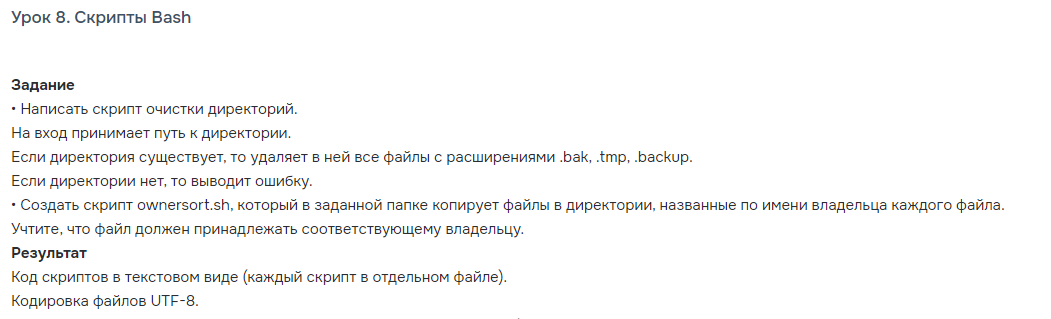 Урок 8. Скрипты Bash
Задание
• Написать скрипт очистки директорий.
На вход принимает путь к директории.
Если директория существует, то удаляет в ней все файлы с расширениями .bak, .tmp, .backup.
Если директории нет, то выводит ошибку.
• Создать скрипт ownersort.sh, который в заданной папке копирует файлы в директории, названные по имени владельца каждого файла.
Учтите, что файл должен принадлежать соответствующему владельцу.
Результат
Код скриптов в текстовом виде (каждый скрипт в отдельном файле).
Кодировка файлов UTF-8.